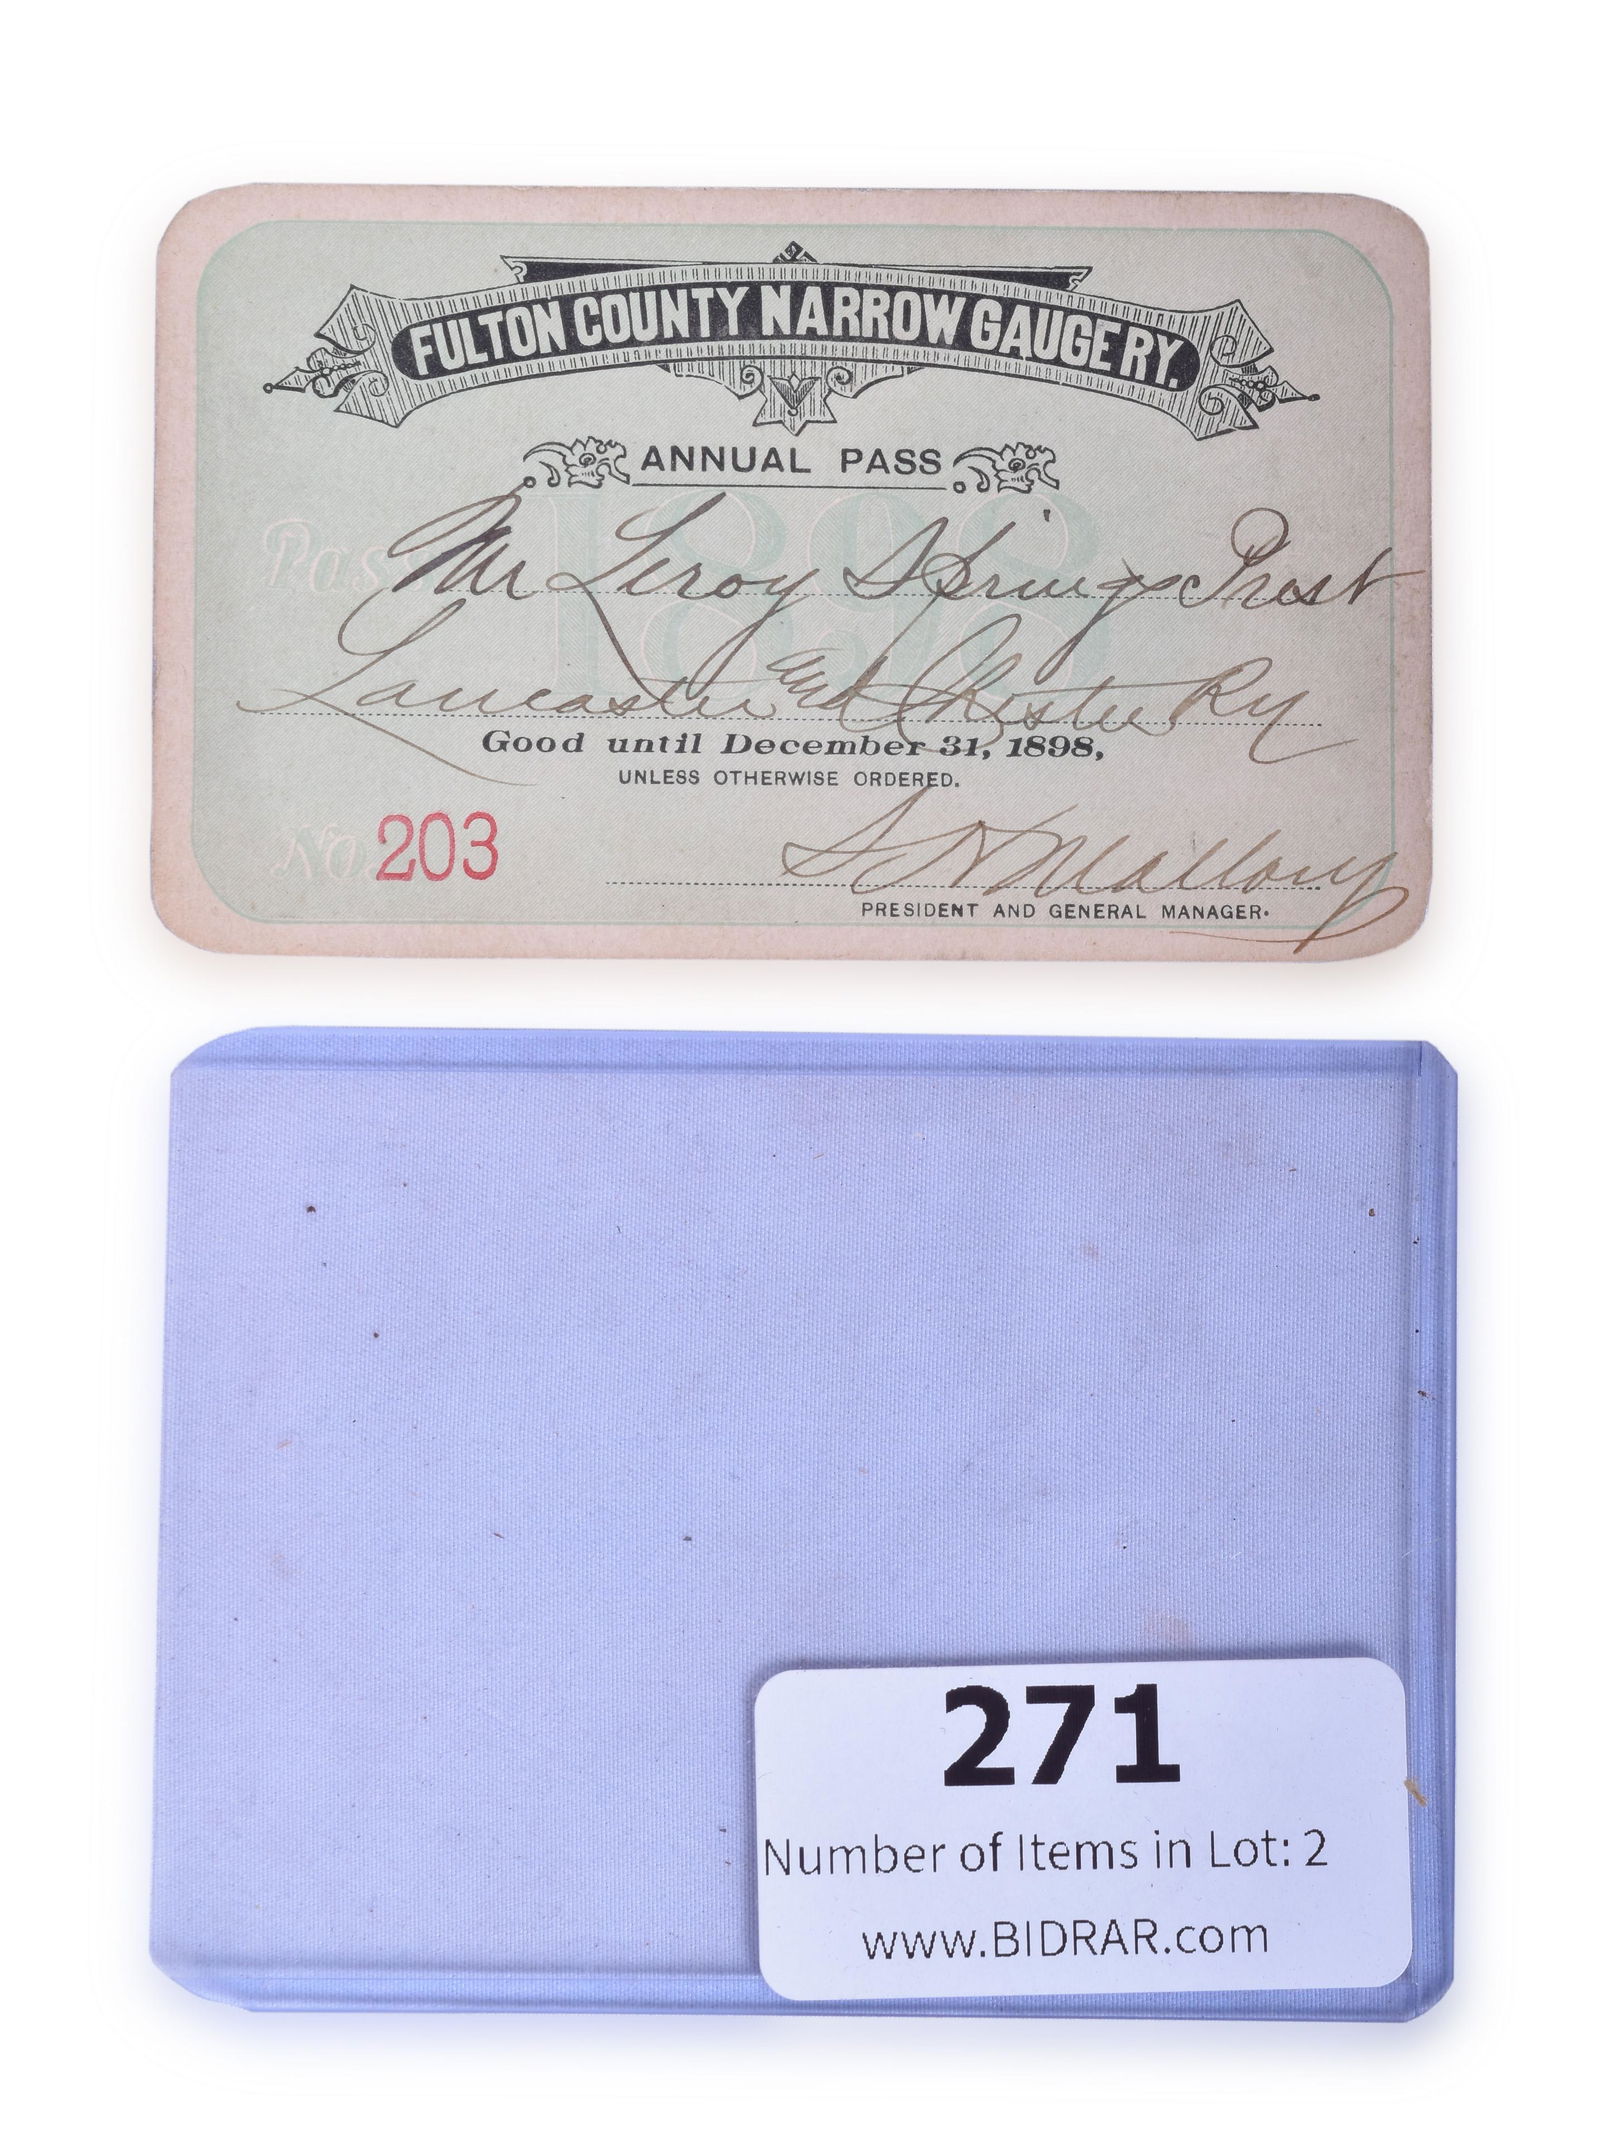 FULTON COUNTY NARROW GAUGE RY.
ANNUAL PASS
1898
Pass Mr Leroy Springs Prest
Lancaster and Chester Ry
Good until December 31, 1898,
UNLESS OTHERWISE ORDERED.
No 203
S N Mallory
PRESIDENT AND GENERAL MANAGER.
271
Number of Items in Lot: 2
www.BIDRAR.com